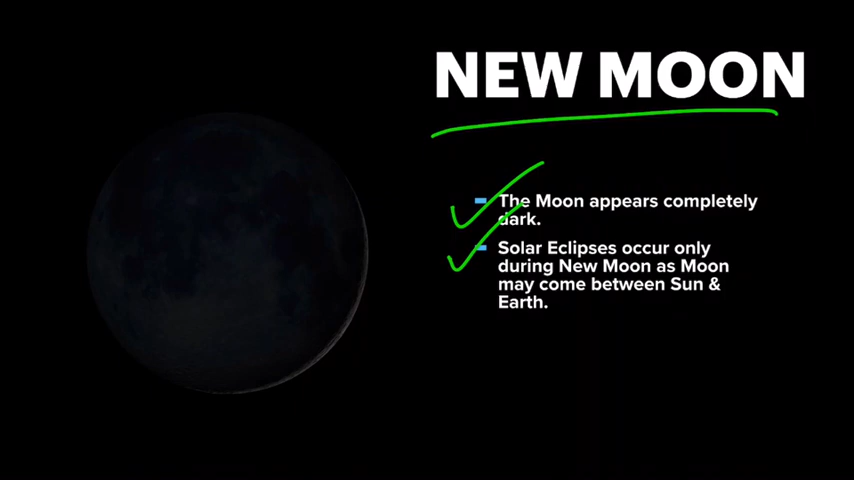 NEW MOON
The Moon appears completely
dark.
Solar Eclipses occur only
during New Moon as Moon
may come between Sun &
Earth.